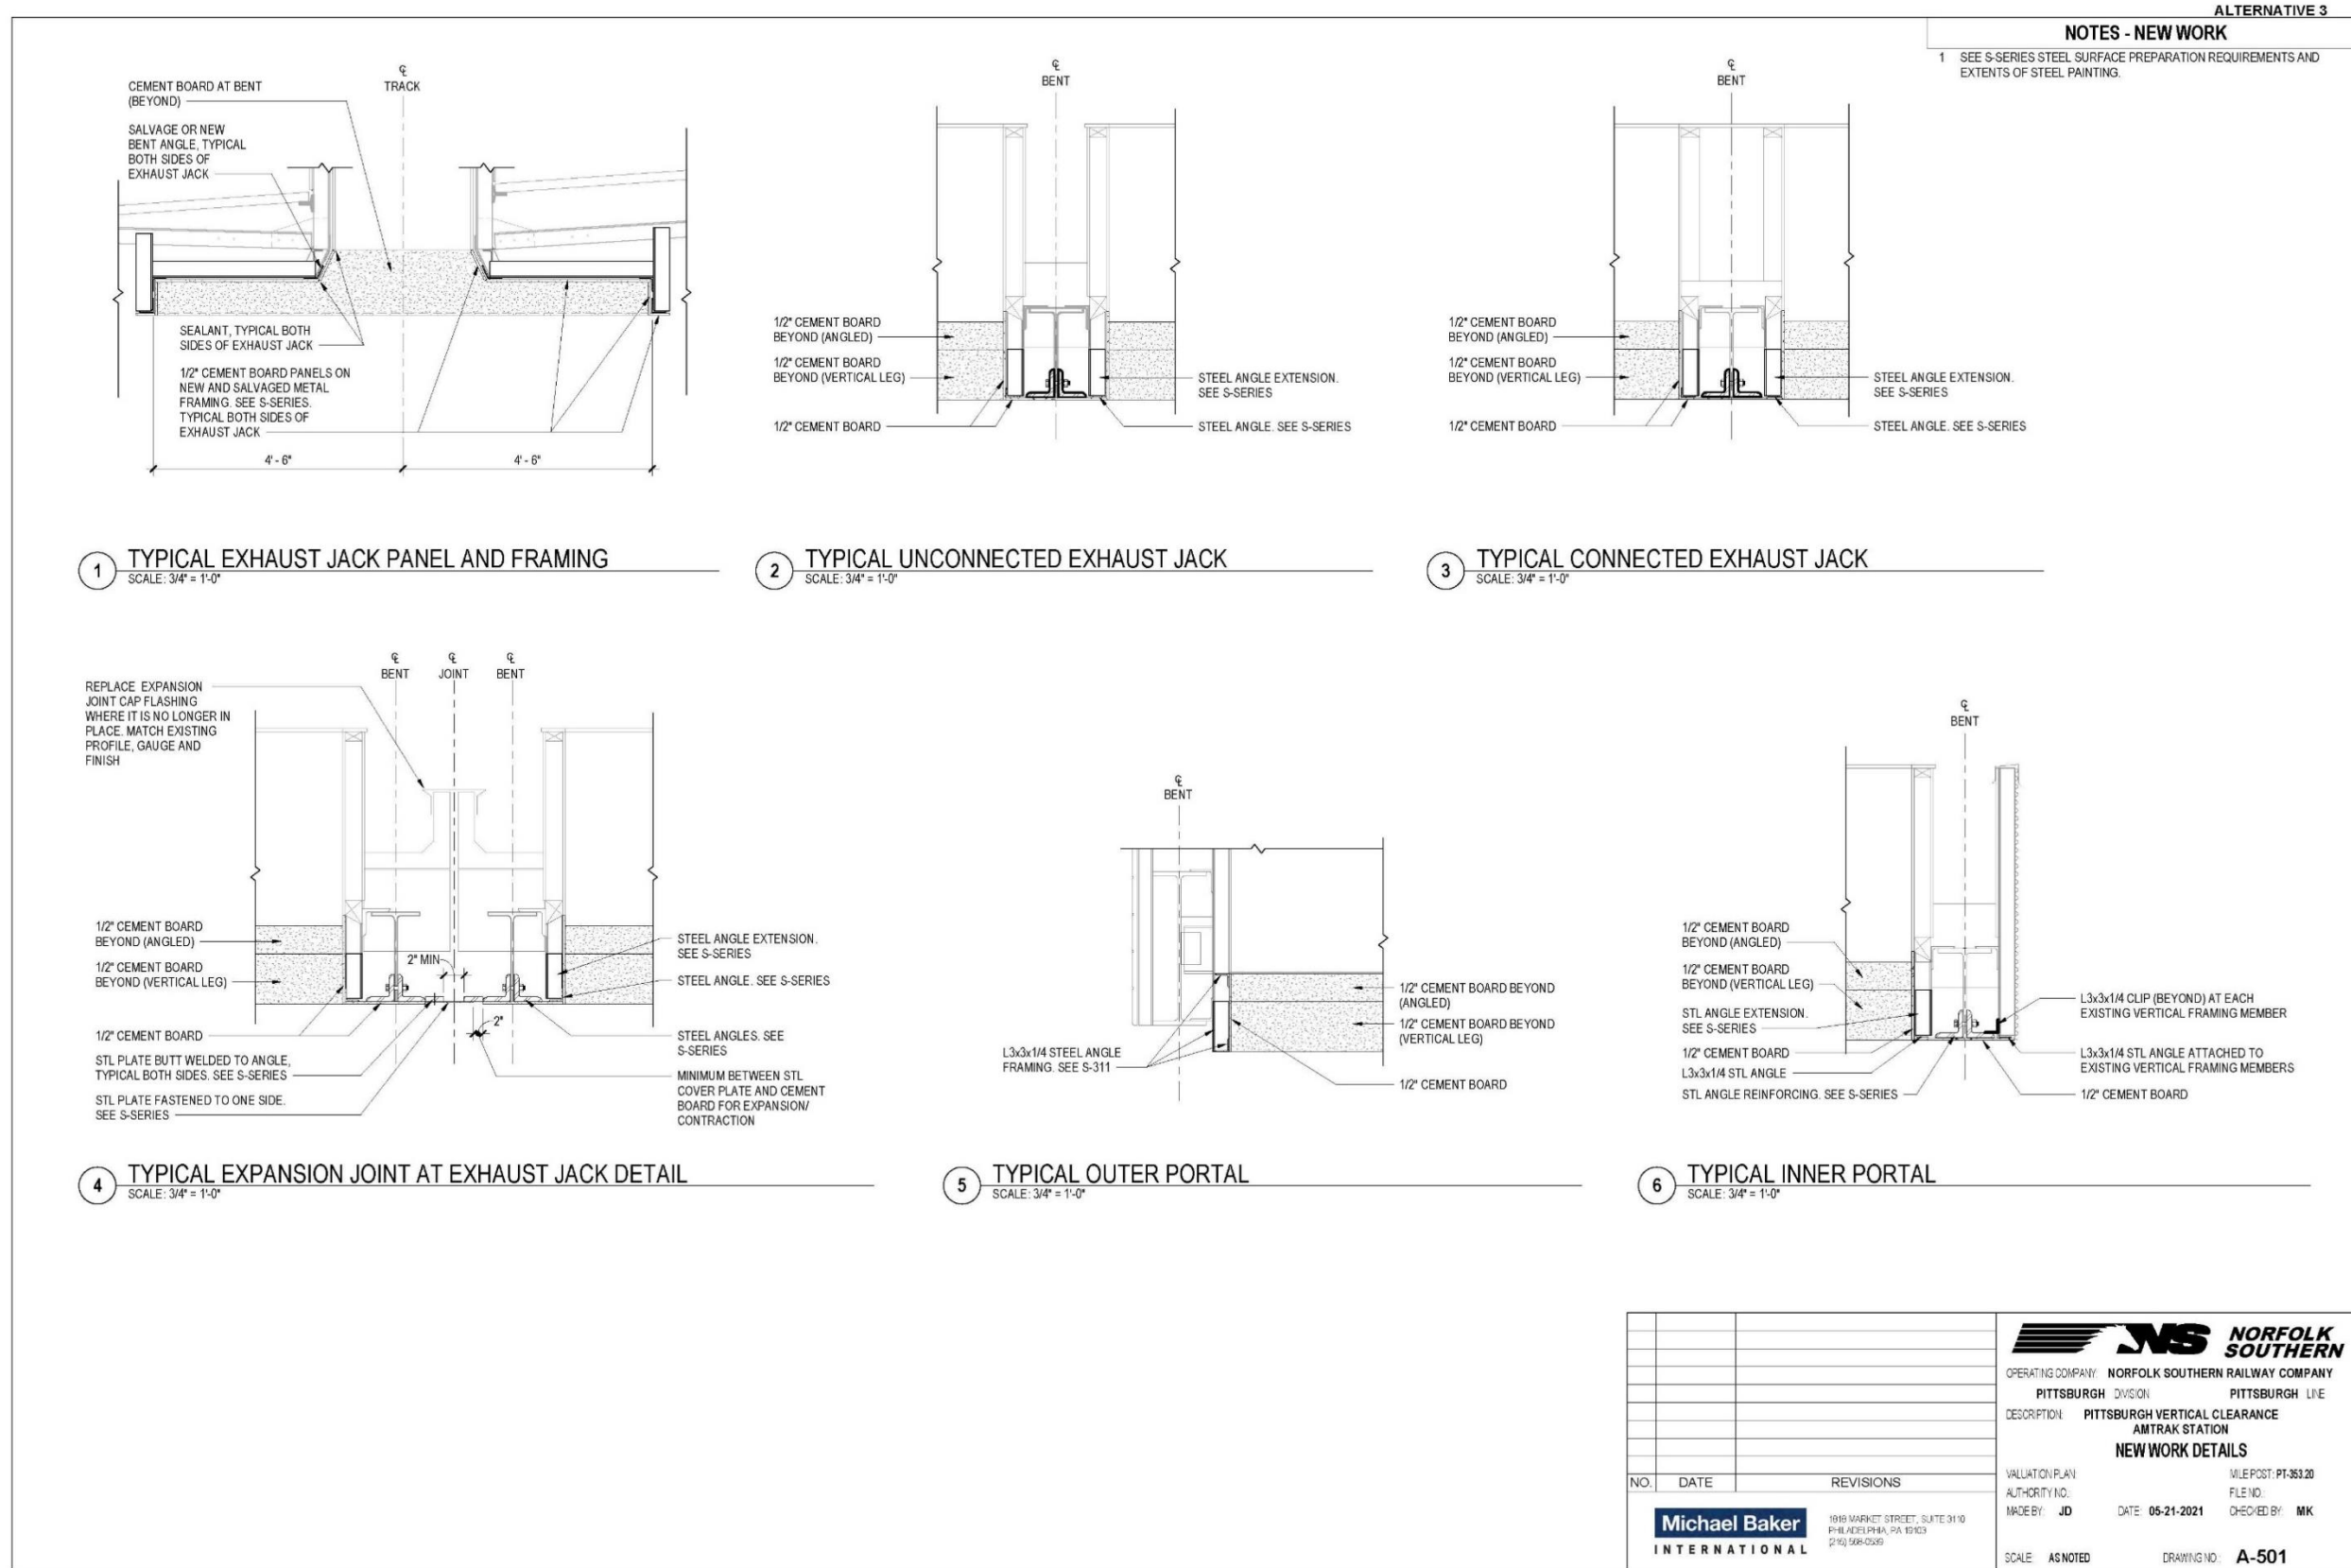 ALTERNATIVE 3
NOTES - NEW WORK
1 SEE S-SERIES STEEL SURFACE PREPARATION REQUIREMENTS AND
EXTENTS OF STEEL PAINTING.
℄
TRACK
CEMENT BOARD AT BENT
(BEYOND)
SALVAGE OR NEW
BENT ANGLE, TYPICAL
BOTH SIDES OF
EXHAUST JACK
SEALANT, TYPICAL BOTH
SIDES OF EXHAUST JACK
1/2" CEMENT BOARD PANELS ON
NEW AND SALVAGED METAL
FRAMING. SEE S-SERIES.
TYPICAL BOTH SIDES OF
EXHAUST JACK
4' - 6"
4' - 6"
1 TYPICAL EXHAUST JACK PANEL AND FRAMING
SCALE: 3/4" = 1'-0"
℄
BENT
1/2" CEMENT BOARD
BEYOND (ANGLED)
1/2" CEMENT BOARD
BEYOND (VERTICAL LEG)
1/2" CEMENT BOARD
STEEL ANGLE EXTENSION.
SEE S-SERIES
STEEL ANGLE. SEE S-SERIES
2 TYPICAL UNCONNECTED EXHAUST JACK
SCALE: 3/4" = 1'-0"
℄
BENT
1/2" CEMENT BOARD
BEYOND (ANGLED)
1/2" CEMENT BOARD
BEYOND (VERTICAL LEG)
1/2" CEMENT BOARD
STEEL ANGLE EXTENSION.
SEE S-SERIES
STEEL ANGLE. SEE S-SERIES
3 TYPICAL CONNECTED EXHAUST JACK
SCALE: 3/4" = 1'-0"
℄ ℄ ℄
BENT JOINT BENT
REPLACE EXPANSION
JOINT CAP FLASHING
WHERE IT IS NO LONGER IN
PLACE. MATCH EXISTING
PROFILE, GAUGE AND
FINISH
1/2" CEMENT BOARD
BEYOND (ANGLED)
1/2" CEMENT BOARD
BEYOND (VERTICAL LEG)
1/2" CEMENT BOARD
STL PLATE BUTT WELDED TO ANGLE,
TYPICAL BOTH SIDES. SEE S-SERIES
STL PLATE FASTENED TO ONE SIDE.
SEE S-SERIES
2" MIN
2"
STEEL ANGLE EXTENSION.
SEE S-SERIES
STEEL ANGLE. SEE S-SERIES
STEEL ANGLES. SEE
S-SERIES
MINIMUM BETWEEN STL
COVER PLATE AND CEMENT
BOARD FOR EXPANSION/
CONTRACTION
4 TYPICAL EXPANSION JOINT AT EXHAUST JACK DETAIL
SCALE: 3/4" = 1'-0"
℄
BENT
L3x3x1/4 STEEL ANGLE
FRAMING. SEE S-311
1/2" CEMENT BOARD BEYOND
(ANGLED)
1/2" CEMENT BOARD BEYOND
(VERTICAL LEG)
1/2" CEMENT BOARD
5 TYPICAL OUTER PORTAL
SCALE: 3/4" = 1'-0"
℄
BENT
1/2" CEMENT BOARD
BEYOND (ANGLED)
1/2" CEMENT BOARD
BEYOND (VERTICAL LEG)
STL ANGLE EXTENSION.
SEE S-SERIES
1/2" CEMENT BOARD
L3x3x1/4 STL ANGLE
STL ANGLE REINFORCING. SEE S-SERIES
L3x3x1/4 CLIP (BEYOND) AT EACH
EXISTING VERTICAL FRAMING MEMBER
L3x3x1/4 STL ANGLE ATTACHED TO
EXISTING VERTICAL FRAMING MEMBERS
1/2" CEMENT BOARD
6 TYPICAL INNER PORTAL
SCALE: 3/4" = 1'-0"
NO. DATE REVISIONS
Michael Baker
INTERNATIONAL
1818 MARKET STREET, SUITE 3110
PHILADELPHIA, PA 19103
(215) 568-0539
NS NORFOLK
SOUTHERN
OPERATING COMPANY: NORFOLK SOUTHERN RAILWAY COMPANY
PITTSBURGH DIVISION PITTSBURGH LINE
DESCRIPTION: PITTSBURGH VERTICAL CLEARANCE
AMTRAK STATION
NEW WORK DETAILS
VALUATION PLAN: MILEPOST: PT-353.20
AUTHORITY NO.: FILE NO.:
MADE BY: JD DATE: 05-21-2021 CHECKED BY: MK
SCALE: AS NOTED DRAWING NO.: A-501